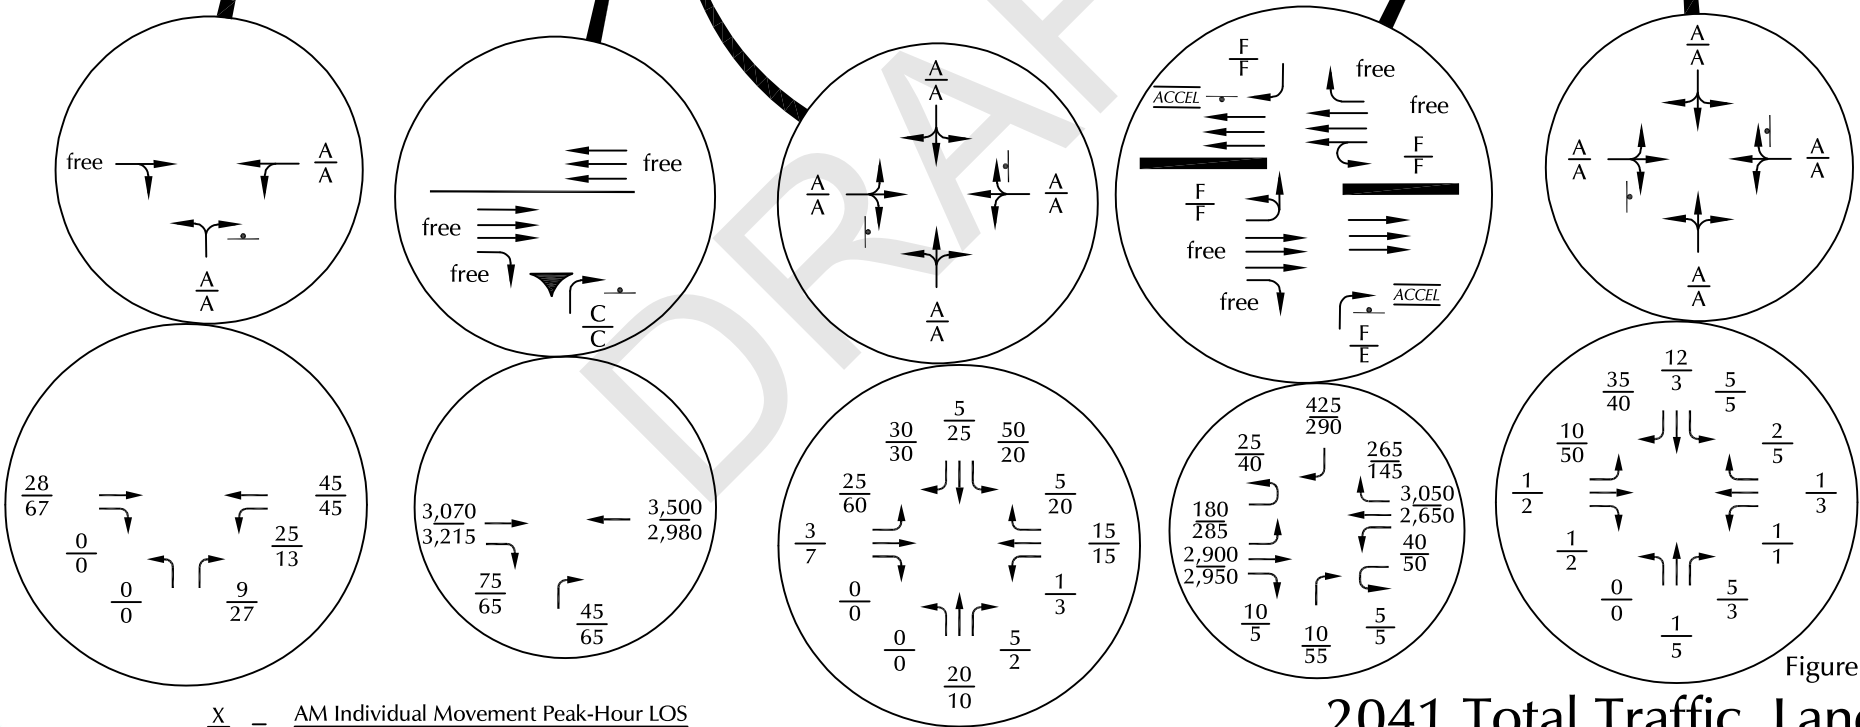 free
A
A
A
A
free
free
free
C
C
A
A
A
A
A
A
A
A
F
F
free
ACCEL
free
F
F
F
F
free
free
ACCEL
F
E
A
A
A
A
A
A
A
A
28
67
45
45
0
0
25
13
0
0
9
27
3,070
3,215
3,500
2,980
75
65
45
65
5
25
30
30
50
20
25
60
5
20
3
7
15
15
0
0
1
3
0
0
5
2
20
10
425
290
25
40
265
145
180
285
3,050
2,650
2,900
2,950
40
50
10
5
5
5
10
55
12
3
35
40
5
5
10
50
2
5
1
2
1
3
1
2
1
1
0
0
5
3
1
5
Figure
X – AM Individual Movement Peak-Hour LOS
2041 Total Traffic,
DRAF